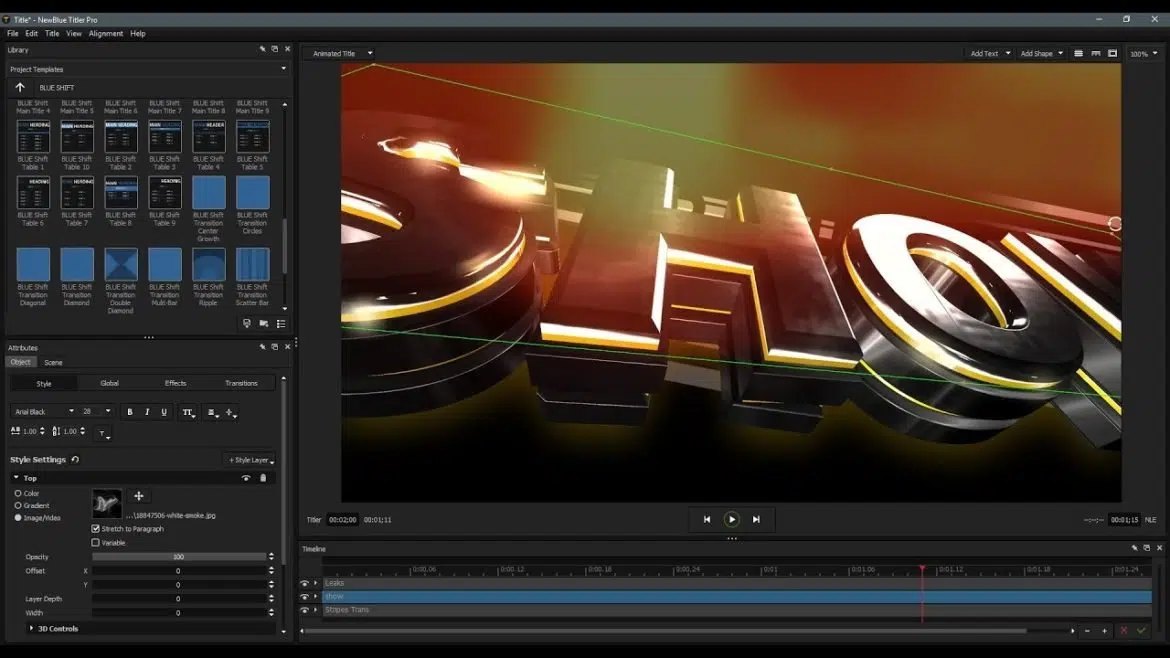 Title* - NewBlue Titler Pro
File Edit Title View Alignment Help
Library
Project Templates
BLUE SHIFT
BLUE Shift Main Title 4 BLUE Shift Main Title 5 BLUE Shift Main Title 6 BLUE Shift Main Title 7 BLUE Shift Main Title 8 BLUE Shift Main Title 9
HEADING MAIN HEADING MAIN HEADING HEADER
BLUE Shift Table 1 BLUE Shift Table 10 BLUE Shift Table 2 BLUE Shift Table 3 BLUE Shift Table 4 BLUE Shift Table 5
HEADING HEADING HEADING
BLUE Shift Table 6 BLUE Shift Table 7 BLUE Shift Table 8 BLUE Shift Table 9 BLUE Shift Transition Center Growth BLUE Shift Transition Circles
BLUE Shift Transition Diagonal BLUE Shift Transition Diamond BLUE Shift Transition Double Diamond BLUE Shift Transition Multi-Bar BLUE Shift Transition Ripple BLUE Shift Transition Scatter Bar
Attributes
Object Scene
Style Global Effects Transitions
Arial Black 28 B I U TT
1.00 1.00 T
Style Settings + Style Layer
Top
Color
Gradient
Image/Video
...\18847506-white-smoke.jpg
Stretch to Paragraph
Variable
Opacity 100
Offset X 0
Y 0
Layer Depth 0
Width 0
3D Controls
Animated Title Add Text Add Shape 100%
Titler 00:02;00 00:01;11
--:--;-- 00:01;15 NLE
Timeline
0:00.06 0:00.12 0:00.18 0:00.24 0:01 0:01.06 0:01.12 0:01.18 0:01.24
Leaks
show
Stripes Trans